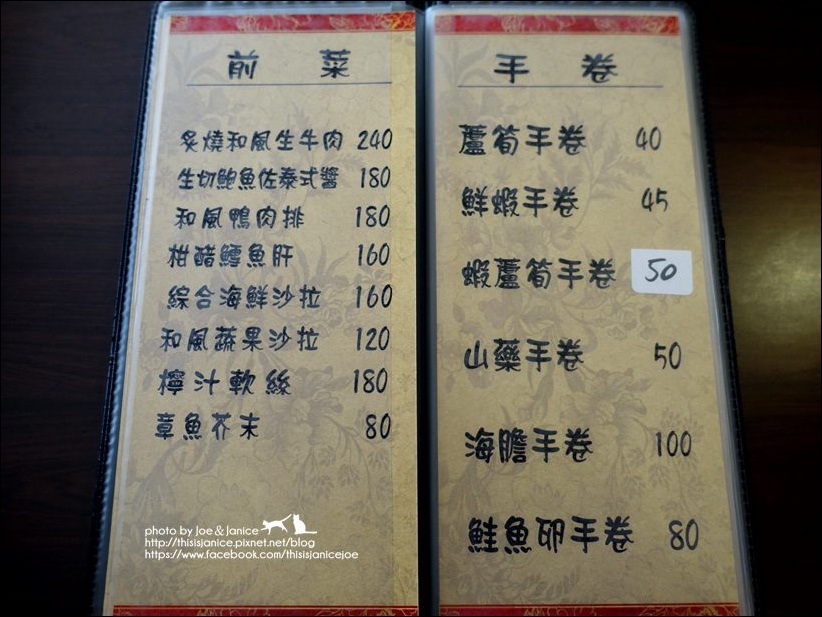 前 菜
炙燒和風生牛肉 240
生切鮑魚佐泰式醬 180
和風鴨肉排 180
柑醋鱈魚肝 160
綜合海鮮沙拉 160
和風蔬果沙拉 120
檸汁軟絲 180
章魚芥末 80
手 卷
蘆筍手卷 40
鮮蝦手卷 45
蝦蘆筍手卷 50
山藥手卷 50
海膽手卷 100
鮭魚卵手卷 80
photo by Joe & Janice
http://thisisjanice.pixnet.net/blog
https://www.facebook.com/thisisjanicejoe